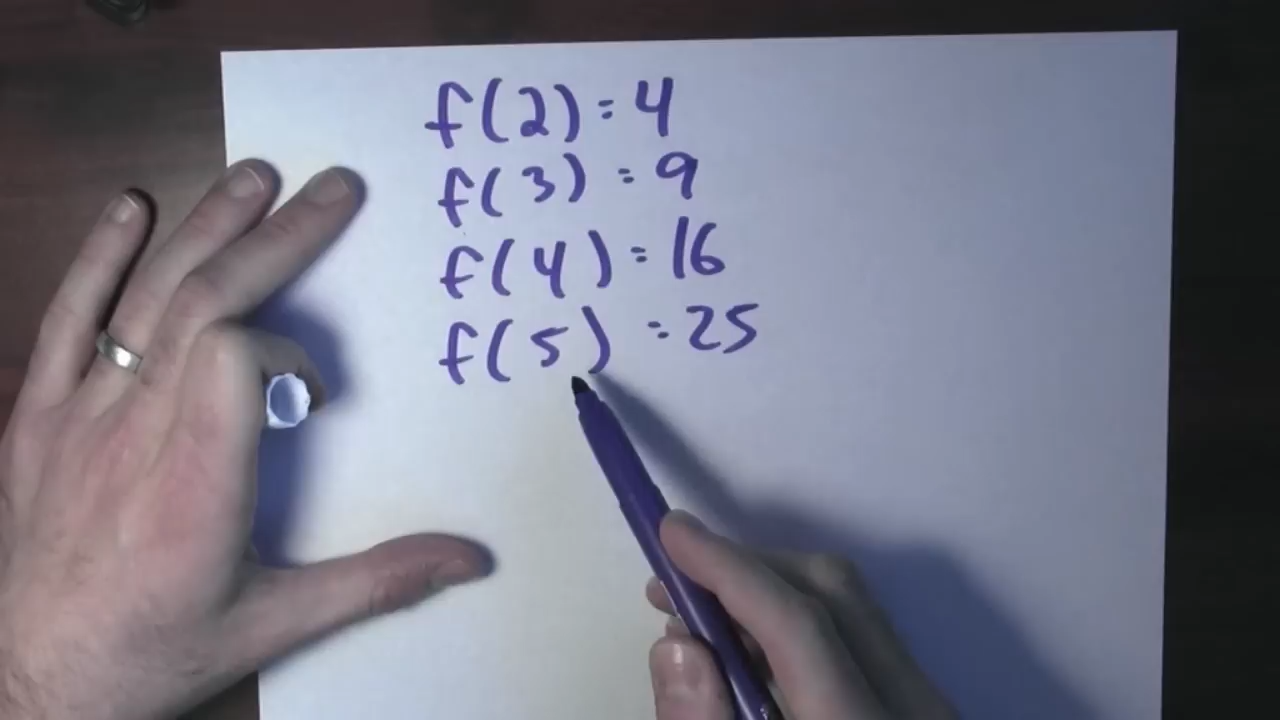 f(2) = 4
f(3) = 9
f(4) = 16
f(5) = 25